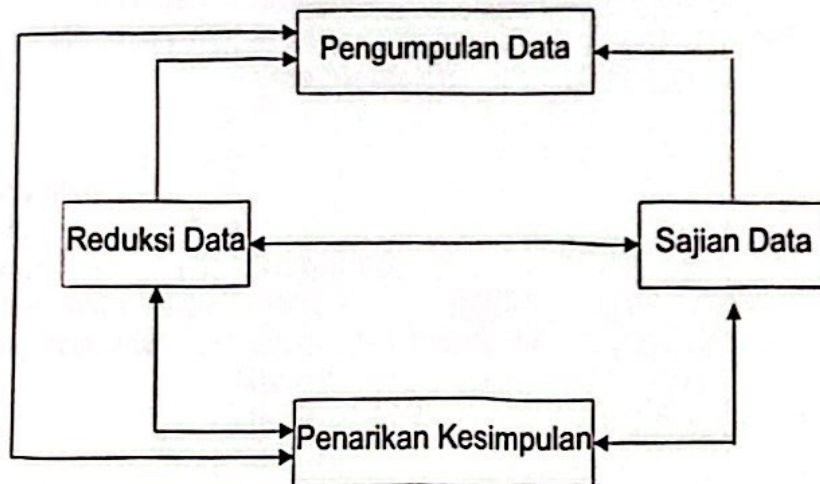 Pengumpulan Data
Reduksi Data
Sajian Data
Penarikan Kesimpulan